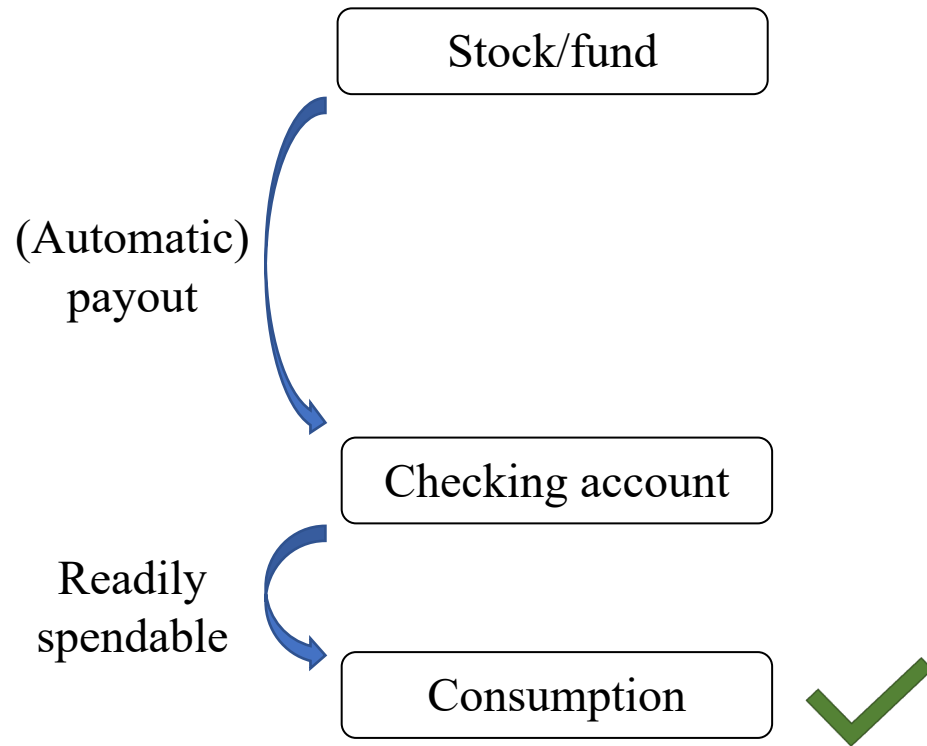 Stock/fund
(Automatic)
payout
Checking account
Readily
spendable
Consumption